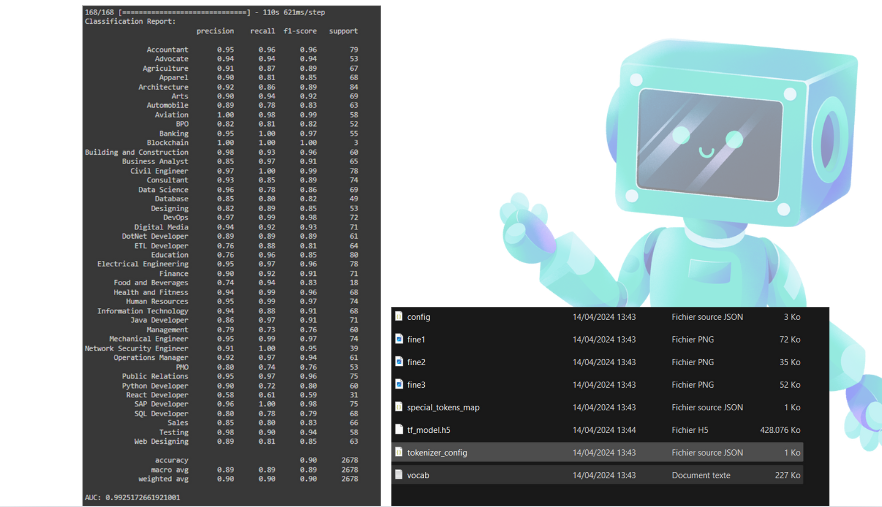 168/168 [==============================] - 110s 621ms/step
Classification Report:
precision recall f1-score support
Accountant 0.95 0.96 0.96 79
Advocate 0.94 0.94 0.94 53
Agriculture 0.91 0.87 0.89 67
Apparel 0.90 0.81 0.85 68
Architecture 0.92 0.86 0.89 84
Arts 0.90 0.94 0.92 69
Automobile 0.89 0.78 0.83 63
Aviation 1.00 0.98 0.99 58
BPO 0.82 0.81 0.82 52
Banking 0.95 1.00 0.97 55
Blockchain 1.00 1.00 1.00 3
Building and Construction 0.98 0.93 0.96 60
Business Analyst 0.85 0.97 0.91 65
Civil Engineer 0.97 1.00 0.99 78
Consultant 0.93 0.85 0.89 74
Data Science 0.96 0.78 0.86 69
Database 0.85 0.80 0.82 49
Designing 0.82 0.89 0.85 53
DevOps 0.97 0.99 0.98 72
Digital Media 0.94 0.92 0.93 71
DotNet Developer 0.89 0.89 0.89 61
ETL Developer 0.76 0.88 0.81 64
Education 0.76 0.96 0.85 80
Electrical Engineering 0.95 0.97 0.96 78
Finance 0.90 0.92 0.91 71
Food and Beverages 0.74 0.94 0.83 18
Health and Fitness 0.94 0.99 0.96 68
Human Resources 0.95 0.99 0.97 74
Information Technology 0.94 0.88 0.91 68
Java Developer 0.86 0.97 0.91 71
Management 0.79 0.73 0.76 60
Mechanical Engineer 0.95 0.99 0.97 74
Network Security Engineer 0.91 1.00 0.95 39
Operations Manager 0.92 0.97 0.94 61
PMO 0.80 0.74 0.76 53
Public Relations 0.95 0.97 0.96 75
Python Developer 0.90 0.72 0.80 60
React Developer 0.58 0.61 0.59 31
SAP Developer 0.96 1.00 0.98 75
SQL Developer 0.80 0.78 0.79 68
Sales 0.85 0.80 0.83 66
Testing 0.98 0.90 0.94 58
Web Designing 0.89 0.81 0.85 63
accuracy 0.90 2678
macro avg 0.89 0.89 0.89 2678
weighted avg 0.90 0.90 0.90 2678
AUC: 0.9925172661921001
config 14/04/2024 13:43 Fichier source JSON 3 Ko
fine1 14/04/2024 13:43 Fichier PNG 72 Ko
fine2 14/04/2024 13:43 Fichier PNG 35 Ko
fine3 14/04/2024 13:43 Fichier PNG 52 Ko
special_tokens_map 14/04/2024 13:43 Fichier source JSON 1 Ko
tf_model.h5 14/04/2024 13:44 Fichier H5 428.076 Ko
tokenizer_config 14/04/2024 13:43 Fichier source JSON 1 Ko
vocab 14/04/2024 13:43 Document texte 227 Ko